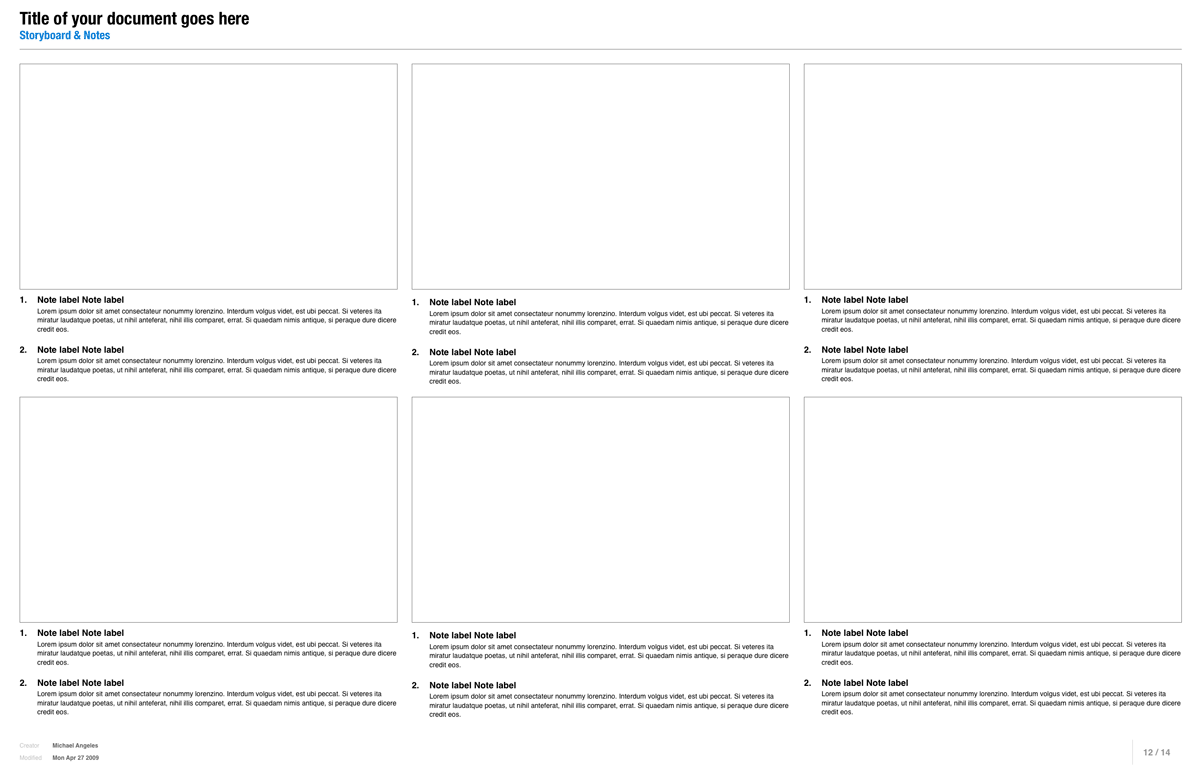 Title of your document goes here
Storyboard & Notes
1. Note label Note label
Lorem ipsum dolor sit amet consectateur nonummy lorenzino. Interdum volgus videt, est ubi peccat. Si veteres ita
miratur laudatque poetas, ut nihil anteferat, nihil illis comparet, errat. Si quaedam nimis antique, si peraque dure dicere
credit eos.
2. Note label Note label
Lorem ipsum dolor sit amet consectateur nonummy lorenzino. Interdum volgus videt, est ubi peccat. Si veteres ita
miratur laudatque poetas, ut nihil anteferat, nihil illis comparet, errat. Si quaedam nimis antique, si peraque dure dicere
credit eos.
1. Note label Note label
Lorem ipsum dolor sit amet consectateur nonummy lorenzino. Interdum volgus videt, est ubi peccat. Si veteres ita
miratur laudatque poetas, ut nihil anteferat, nihil illis comparet, errat. Si quaedam nimis antique, si peraque dure dicere
credit eos.
2. Note label Note label
Lorem ipsum dolor sit amet consectateur nonummy lorenzino. Interdum volgus videt, est ubi peccat. Si veteres ita
miratur laudatque poetas, ut nihil anteferat, nihil illis comparet, errat. Si quaedam nimis antique, si peraque dure dicere
credit eos.
1. Note label Note label
Lorem ipsum dolor sit amet consectateur nonummy lorenzino. Interdum volgus videt, est ubi peccat. Si veteres ita
miratur laudatque poetas, ut nihil anteferat, nihil illis comparet, errat. Si quaedam nimis antique, si peraque dure dicere
credit eos.
2. Note label Note label
Lorem ipsum dolor sit amet consectateur nonummy lorenzino. Interdum volgus videt, est ubi peccat. Si veteres ita
miratur laudatque poetas, ut nihil anteferat, nihil illis comparet, errat. Si quaedam nimis antique, si peraque dure dicere
credit eos.
1. Note label Note label
Lorem ipsum dolor sit amet consectateur nonummy lorenzino. Interdum volgus videt, est ubi peccat. Si veteres ita
miratur laudatque poetas, ut nihil anteferat, nihil illis comparet, errat. Si quaedam nimis antique, si peraque dure dicere
credit eos.
2. Note label Note label
Lorem ipsum dolor sit amet consectateur nonummy lorenzino. Interdum volgus videt, est ubi peccat. Si veteres ita
miratur laudatque poetas, ut nihil anteferat, nihil illis comparet, errat. Si quaedam nimis antique, si peraque dure dicere
credit eos.
1. Note label Note label
Lorem ipsum dolor sit amet consectateur nonummy lorenzino. Interdum volgus videt, est ubi peccat. Si veteres ita
miratur laudatque poetas, ut nihil anteferat, nihil illis comparet, errat. Si quaedam nimis antique, si peraque dure dicere
credit eos.
2. Note label Note label
Lorem ipsum dolor sit amet consectateur nonummy lorenzino. Interdum volgus videt, est ubi peccat. Si veteres ita
miratur laudatque poetas, ut nihil anteferat, nihil illis comparet, errat. Si quaedam nimis antique, si peraque dure dicere
credit eos.
1. Note label Note label
Lorem ipsum dolor sit amet consectateur nonummy lorenzino. Interdum volgus videt, est ubi peccat. Si veteres ita
miratur laudatque poetas, ut nihil anteferat, nihil illis comparet, errat. Si quaedam nimis antique, si peraque dure dicere
credit eos.
2. Note label Note label
Lorem ipsum dolor sit amet consectateur nonummy lorenzino. Interdum volgus videt, est ubi peccat. Si veteres ita
miratur laudatque poetas, ut nihil anteferat, nihil illis comparet, errat. Si quaedam nimis antique, si peraque dure dicere
credit eos.
Creator Michael Angeles
Modified Mon Apr 27 2009
12 / 14